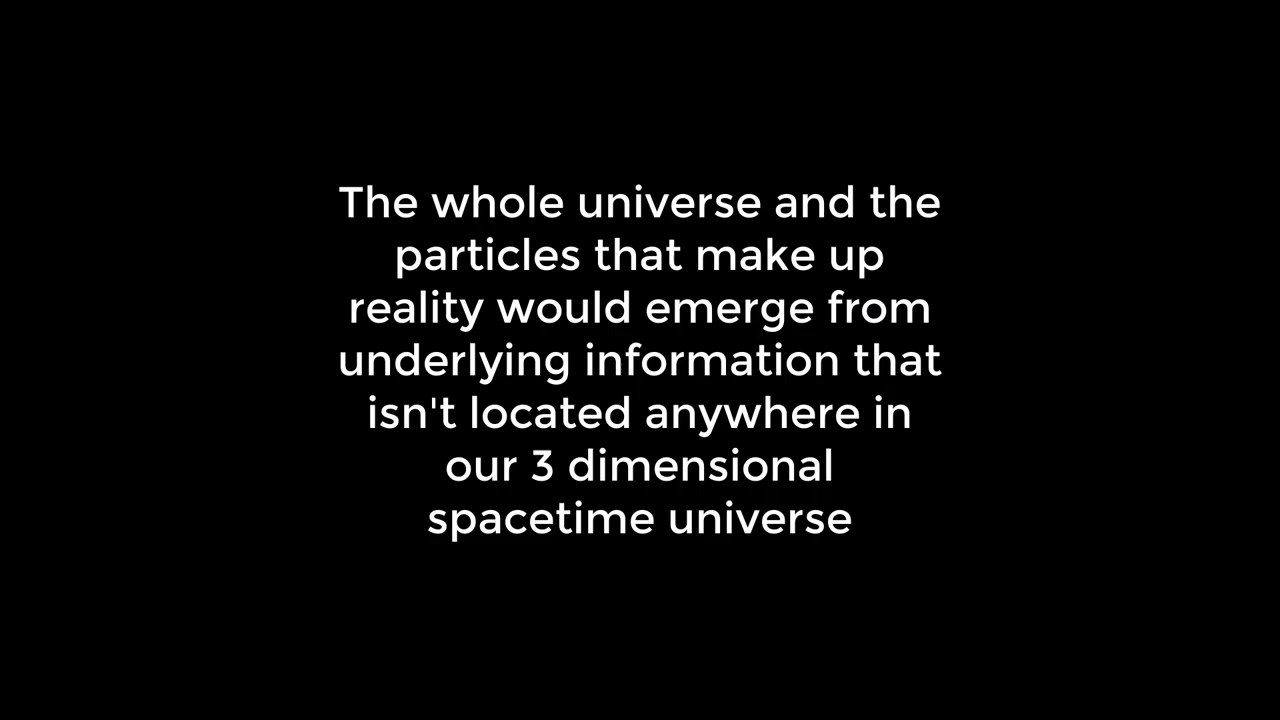 The whole universe and the
particles that make up
reality would emerge from
underlying information that
isn't located anywhere in
our 3 dimensional
spacetime universe